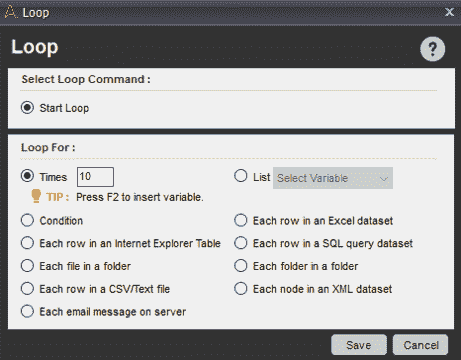 Loop
Loop
?
Select Loop Command :
Start Loop
Loop For :
Times 10
List Select Variable
TIP : Press F2 to insert variable.
Condition
Each row in an Excel dataset
Each row in an Internet Explorer Table
Each row in a SQL query dataset
Each file in a folder
Each folder in a folder
Each row in a CSV/Text file
Each node in an XML dataset
Each email message on server
Save
Cancel